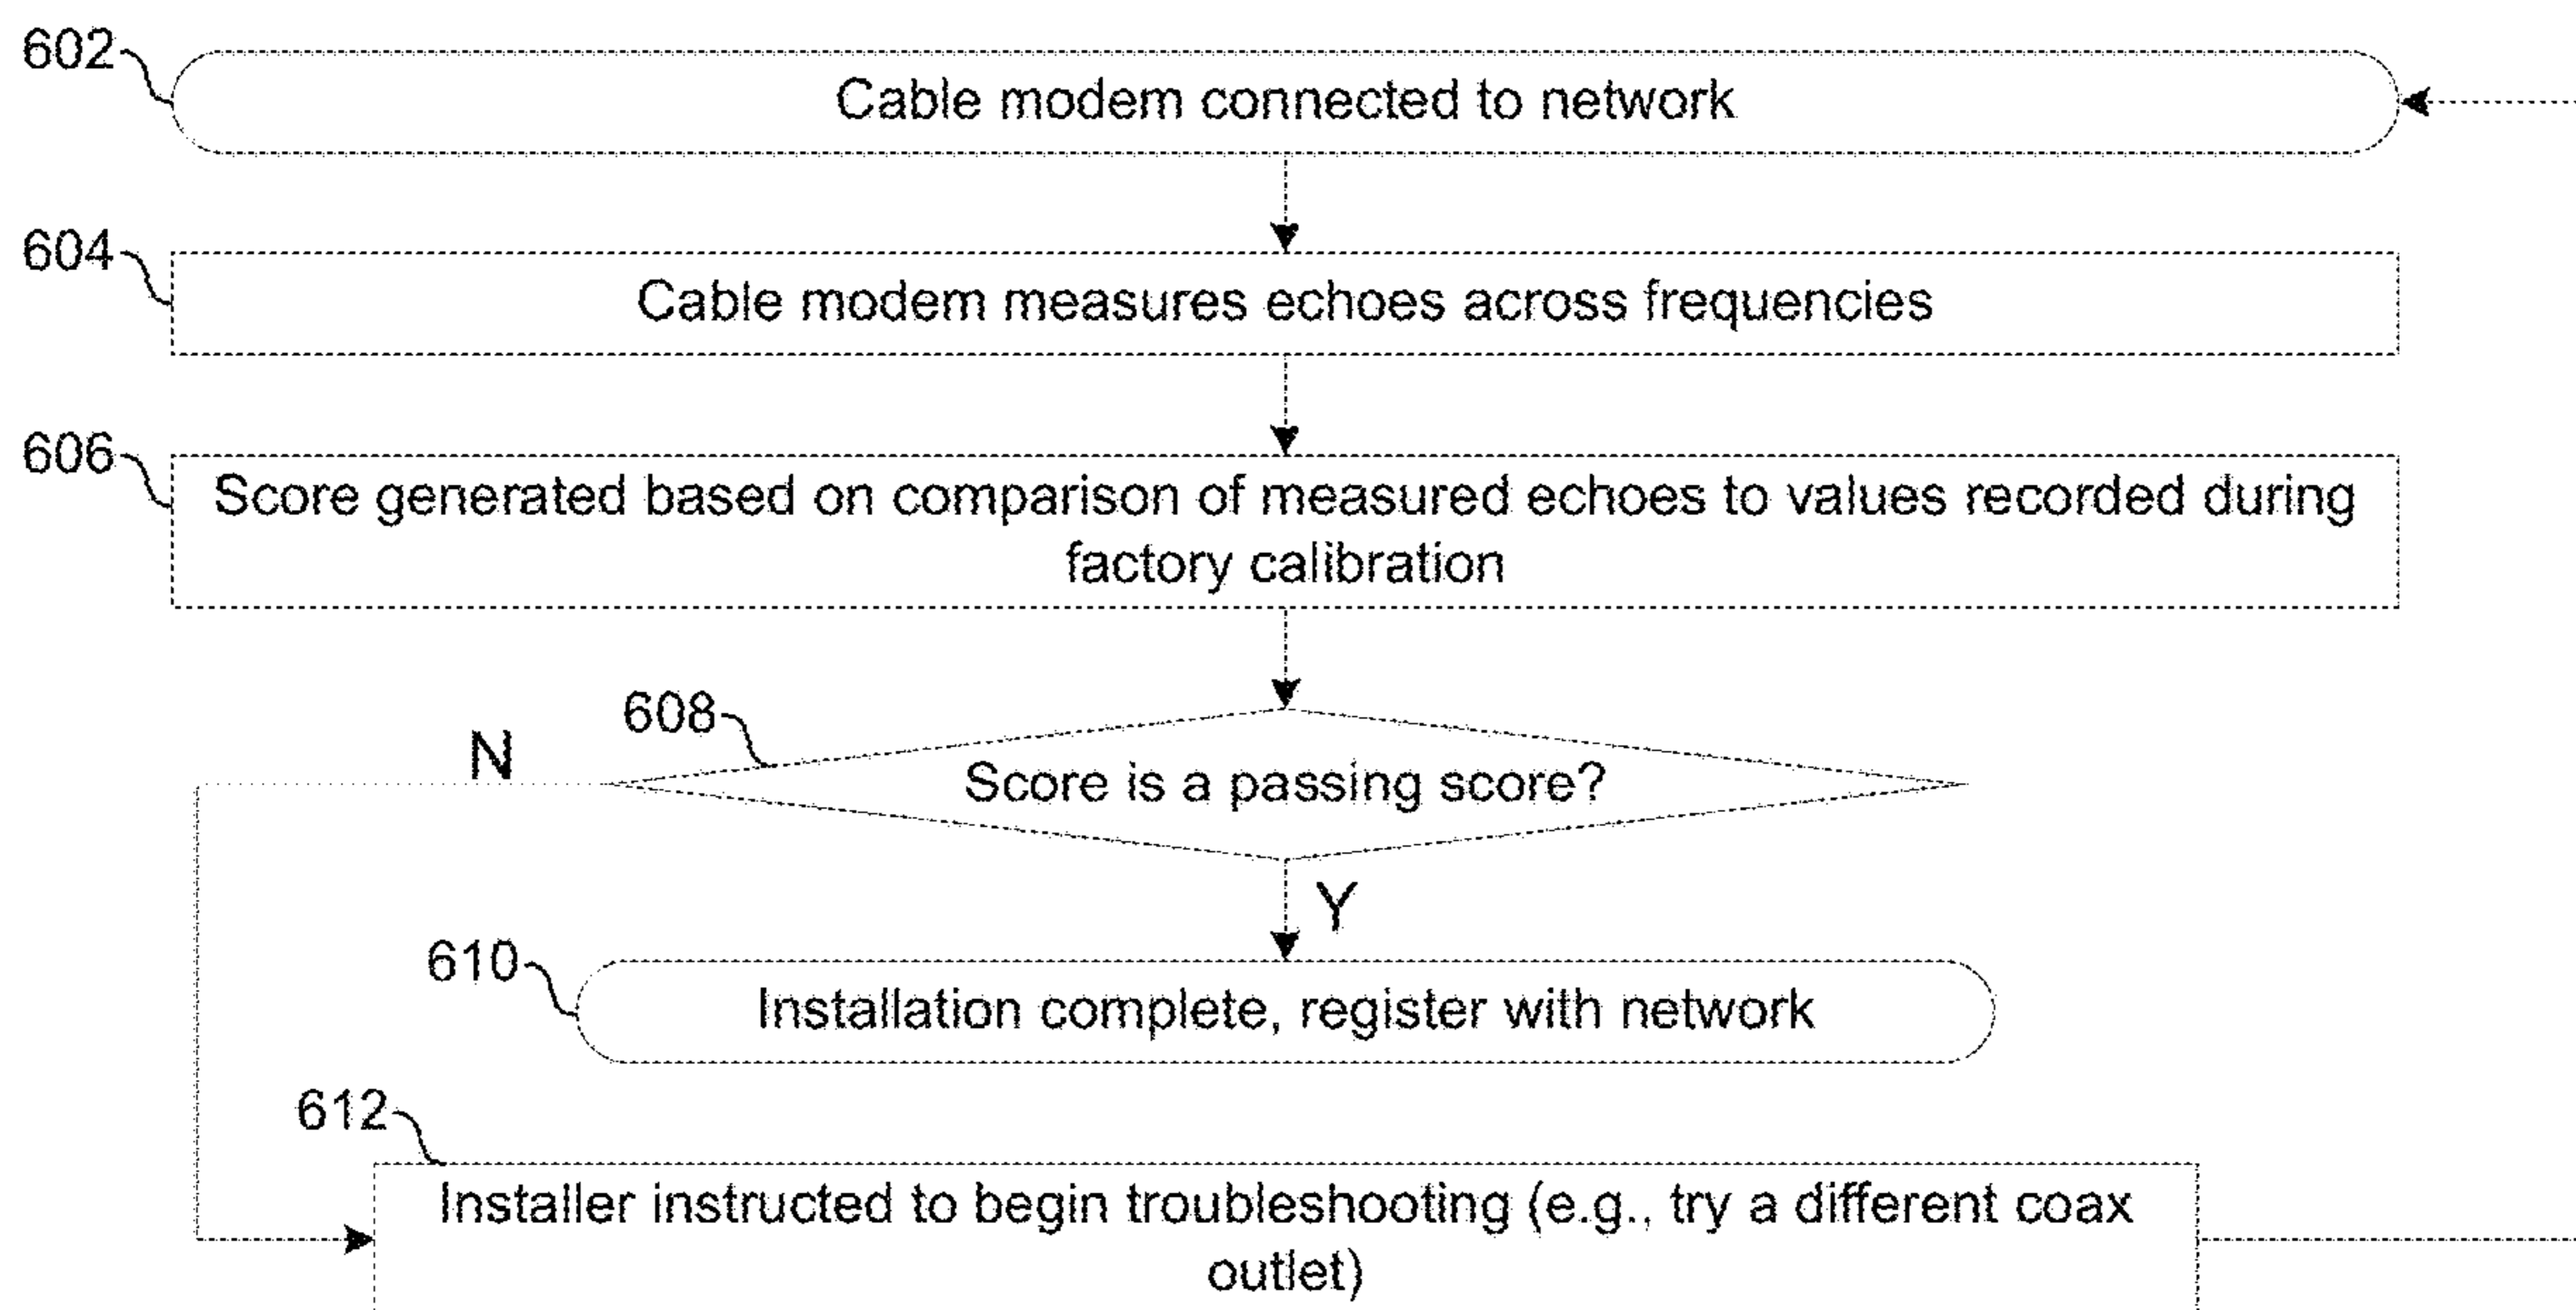 602
Cable modem connected to network
604
Cable modem measures echoes across frequencies
606
Score generated based on comparison of measured echoes to values recorded during
factory calibration
608
N
Score is a passing score?
Y
610
Installation complete, register with network
612
Installer instructed to begin troubleshooting (e.g., try a different coax
outlet)